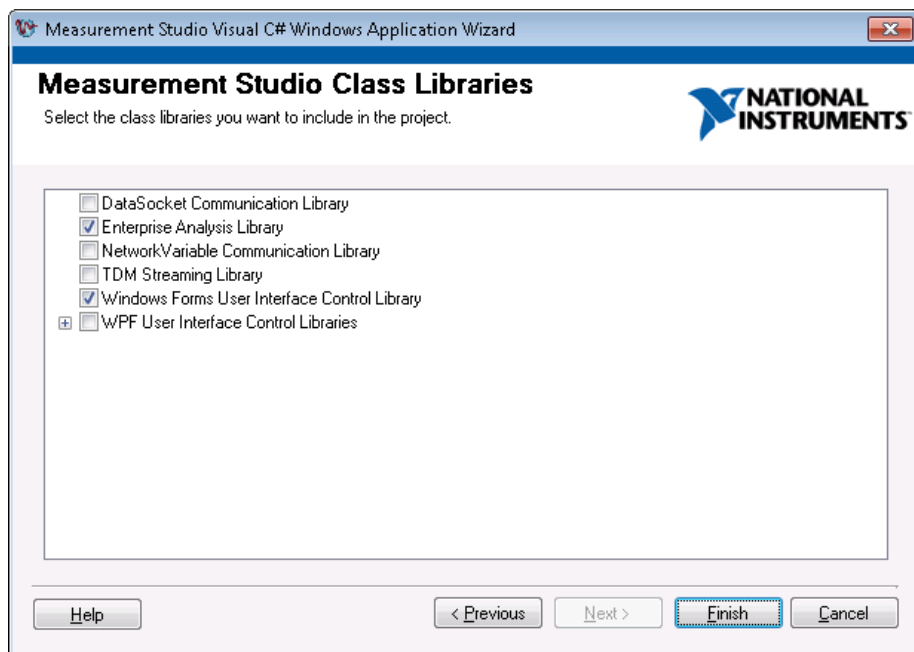 Measurement Studio Visual C# Windows Application Wizard
Measurement Studio Class Libraries
Select the class libraries you want to include in the project.
NATIONAL
INSTRUMENTS
DataSocket Communication Library
Enterprise Analysis Library
NetworkVariable Communication Library
TDM Streaming Library
Windows Forms User Interface Control Library
WPF User Interface Control Libraries
Help
< Previous
Next >
Finish
Cancel